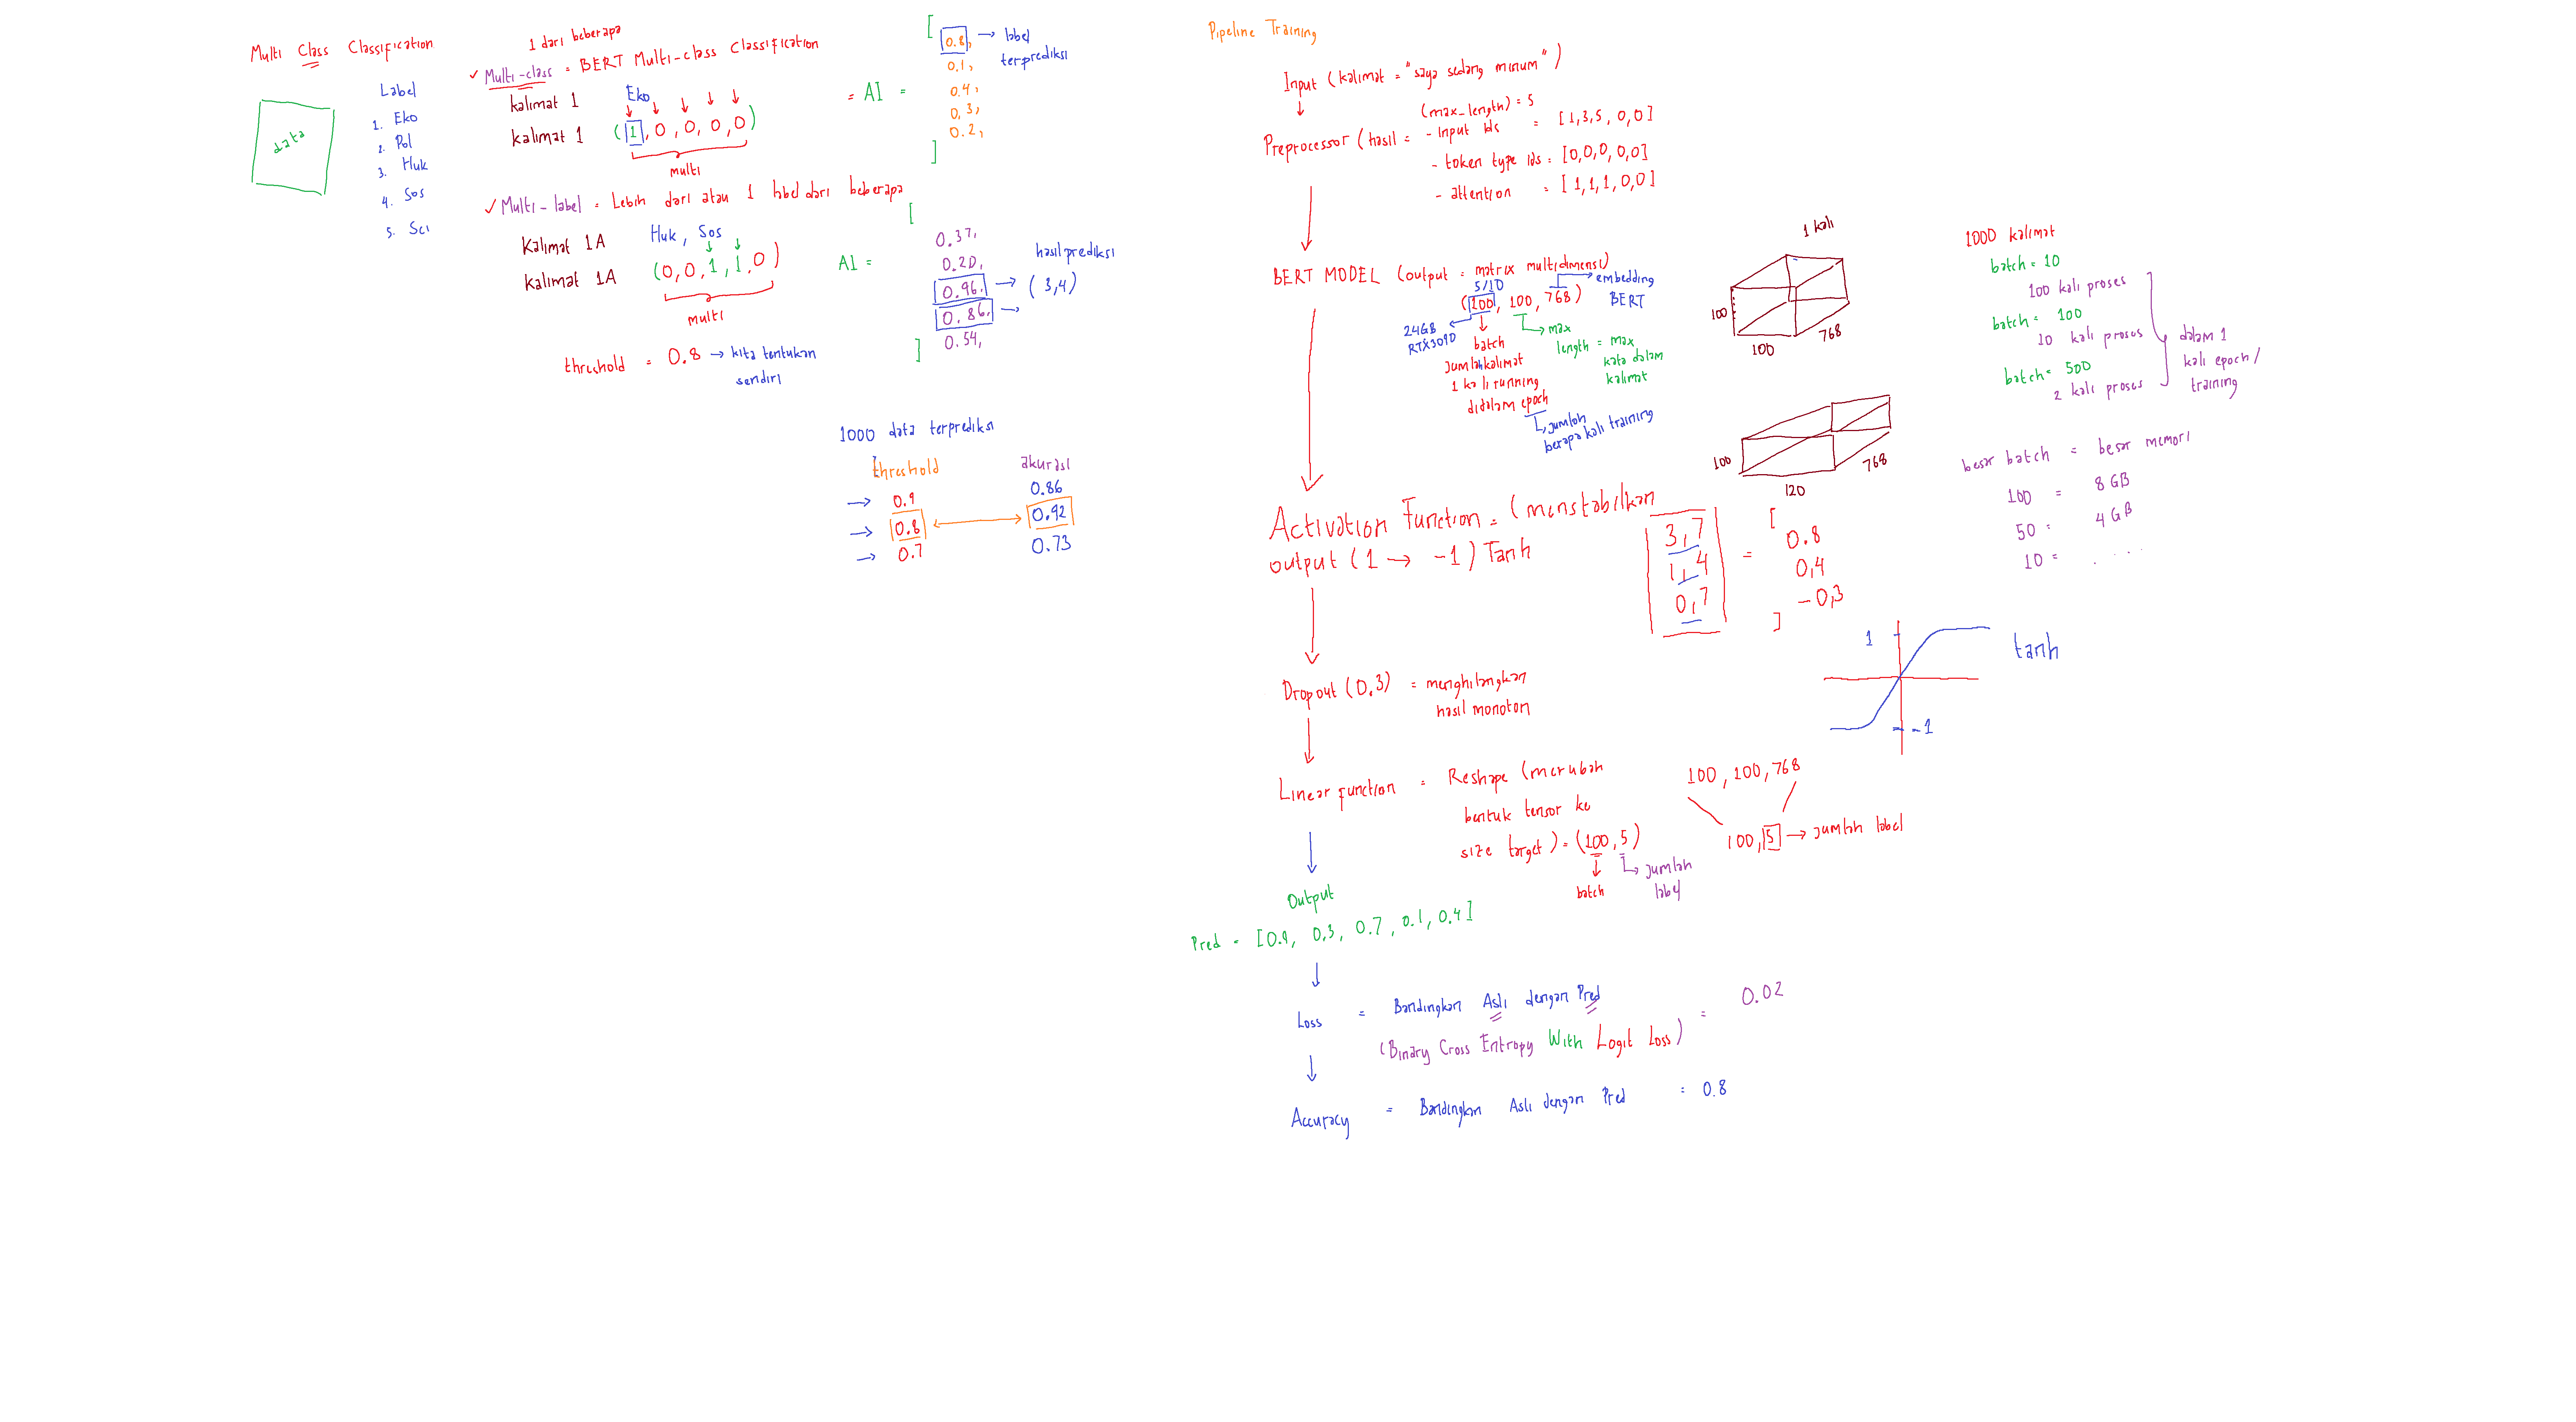 Multi Class Classification
data
Label
1. Eko
2. Pol
3. Huk
4. Sos
5. Sci
1 dari beberapa
✓ Multi-class = BERT Multi-class Classification
kalimat 1 Eko
kalimat 1 (1,0,0,0,0)
multi
= AI =
[
0.8, → label terprediksi
0.1,
0.4,
0,3,
0.2,
]
✓ Multi-label = Lebih dari atau 1 label dari beberapa
Kalimat 1A Huk, Sos
kalimat 1A (0,0,1,1,0)
multi
AI =
[
0.37,
0.20,
0.96, → (3,4)
0.86, →
0.54,
]
hasil prediksi
threshold = 0.8 → kita tentukan
sendiri
1000 data terprediksi
threshold akurasi
→ 0.9 0.86
→ 0.8 0.92
→ 0.7 0.73
Pipeline Training
Input (kalimat = "saya sedang minum")
(max_length) = 5
Preprocessor (hasil = - input ids = [1,3,5,0,0]
- token type ids = [0,0,0,0,0]
- attention = [1,1,1,0,0]
BERT MODEL (output = matrix multidimensi)
5/10
(100, 100, 768)
embedding
BERT
24GB
RTX3090
batch
jumlah kalimat
1 kali running
didalam epoch
jumlah
berapa kali training
max
length = max
kata dalam
kalimat
1 kali
100
100
768
100
120
768
1000 kalimat
batch = 10
100 kali proses
batch = 100
10 kali proses
batch = 500
2 kali proses
dalam 1
kali epoch/
training
besar batch = besar memori
100 = 8 GB
50 = 4 GB
10 = . . .
Activation Function = (menstabilkan
output (1 → -1) Tanh
3,7
1,4
0,7
=
[
0.8
0,4
-0,3
]
1
-1
tanh
Dropout (0.3) = menghilangkan
hasil monoton
Linear function = Reshape (merubah
bentuk tensor ke
size target) = (100,5)
batch
jumlah
label
100, 100, 768
100, 5 → jumlah label
Output
Pred = [0.9, 0.3, 0.7, 0.1, 0.4]
Loss = Bandingkan Asli dengan Pred
(Binary Cross Entropy With Logit Loss) = 0.02
Accuracy = Bandingkan Asli dengan Pred = 0.8